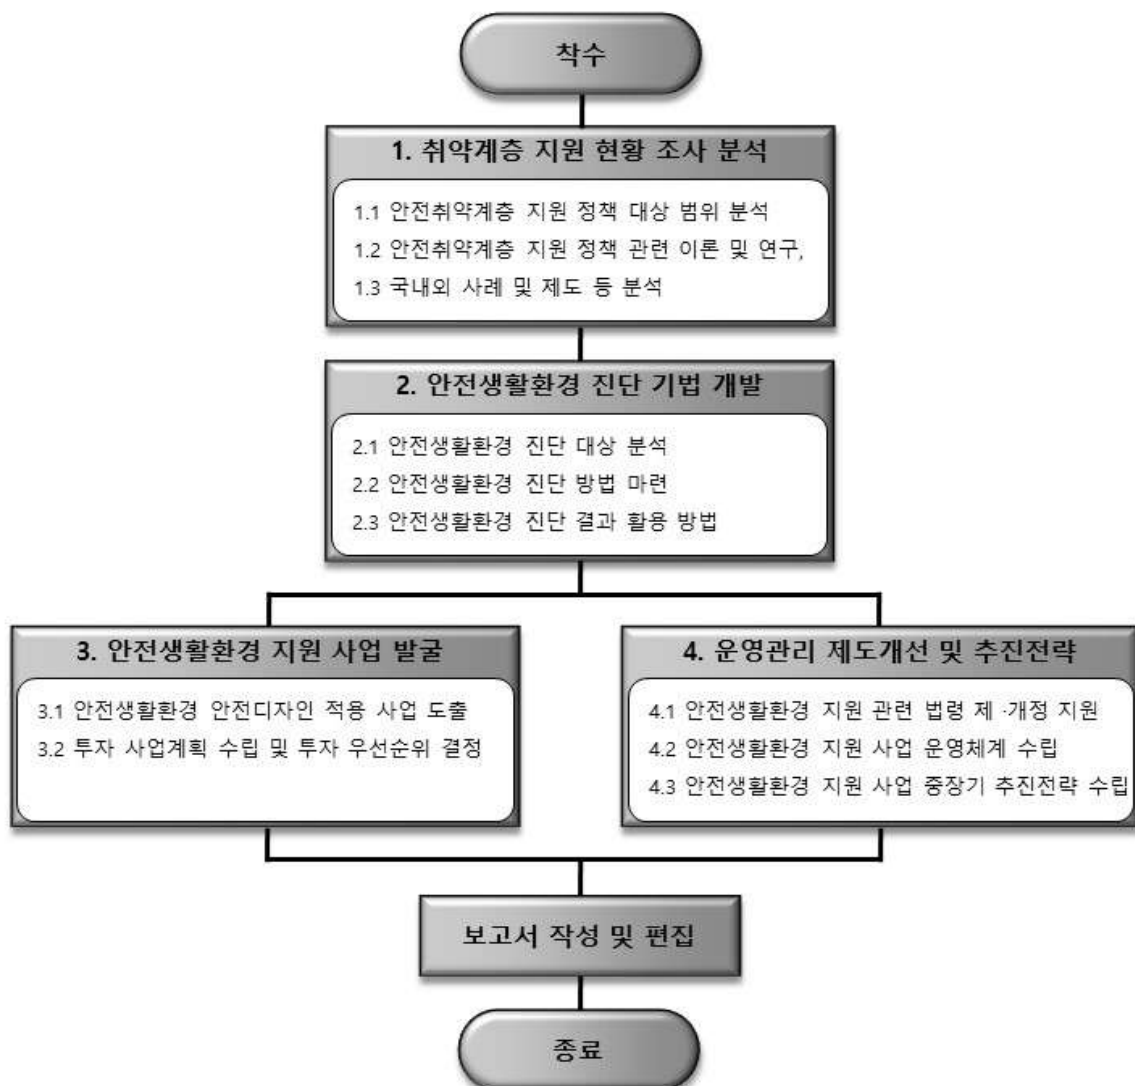 착수
1. 취약계층 지원 현황 조사 분석
1.1 안전취약계층 지원 정책 대상 범위 분석
1.2 안전취약계층 지원 정책 관련 이론 및 연구,
1.3 국내외 사례 및 제도 등 분석
2. 안전생활환경 진단 기법 개발
2.1 안전생활환경 진단 대상 분석
2.2 안전생활환경 진단 방법 마련
2.3 안전생활환경 진단 결과 활용 방법
3. 안전생활환경 지원 사업 발굴
3.1 안전생활환경 안전디자인 적용 사업 도출
3.2 투자 사업계획 수립 및 투자 우선순위 결정
4. 운영관리 제도개선 및 추진전략
4.1 안전생활환경 지원 관련 법령 제·개정 지원
4.2 안전생활환경 지원 사업 운영체계 수립
4.3 안전생활환경 지원 사업 중장기 추진전략 수립
보고서 작성 및 편집
종료